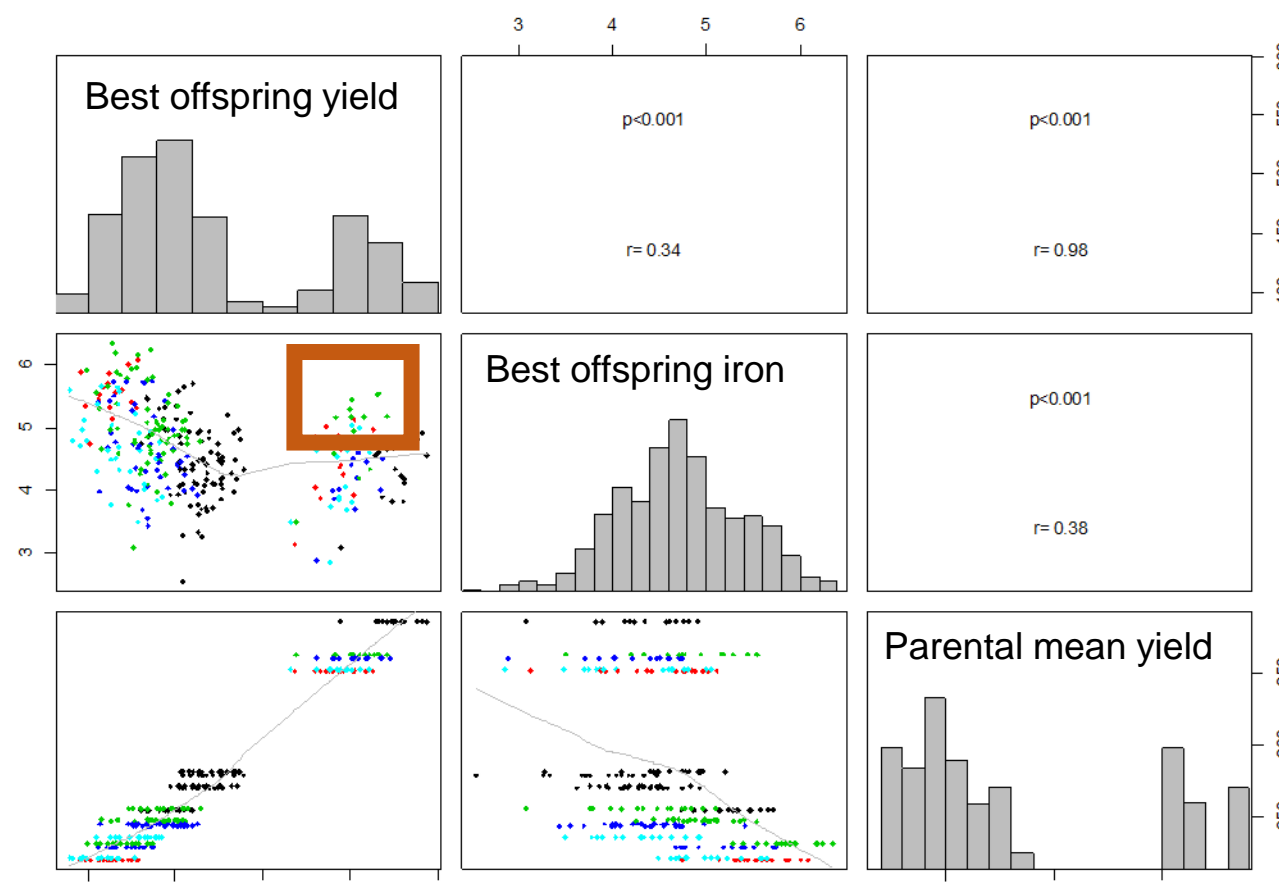 3 4 5 6
Best offspring yield
p<0.001
r= 0.34
p<0.001
r= 0.98
6
5
4
3
Best offspring iron
p<0.001
r= 0.38
Parental mean yield